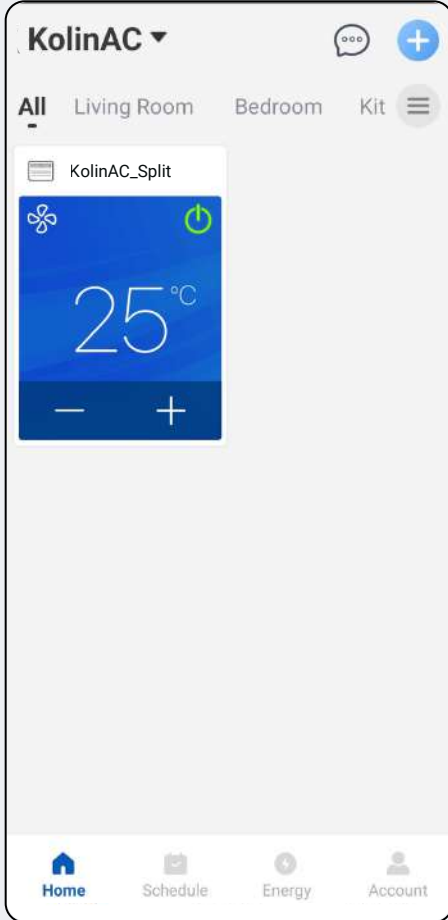 KolinAC
All Living Room Bedroom Kit
KolinAC_Split
25°C
Home Schedule Energy Account